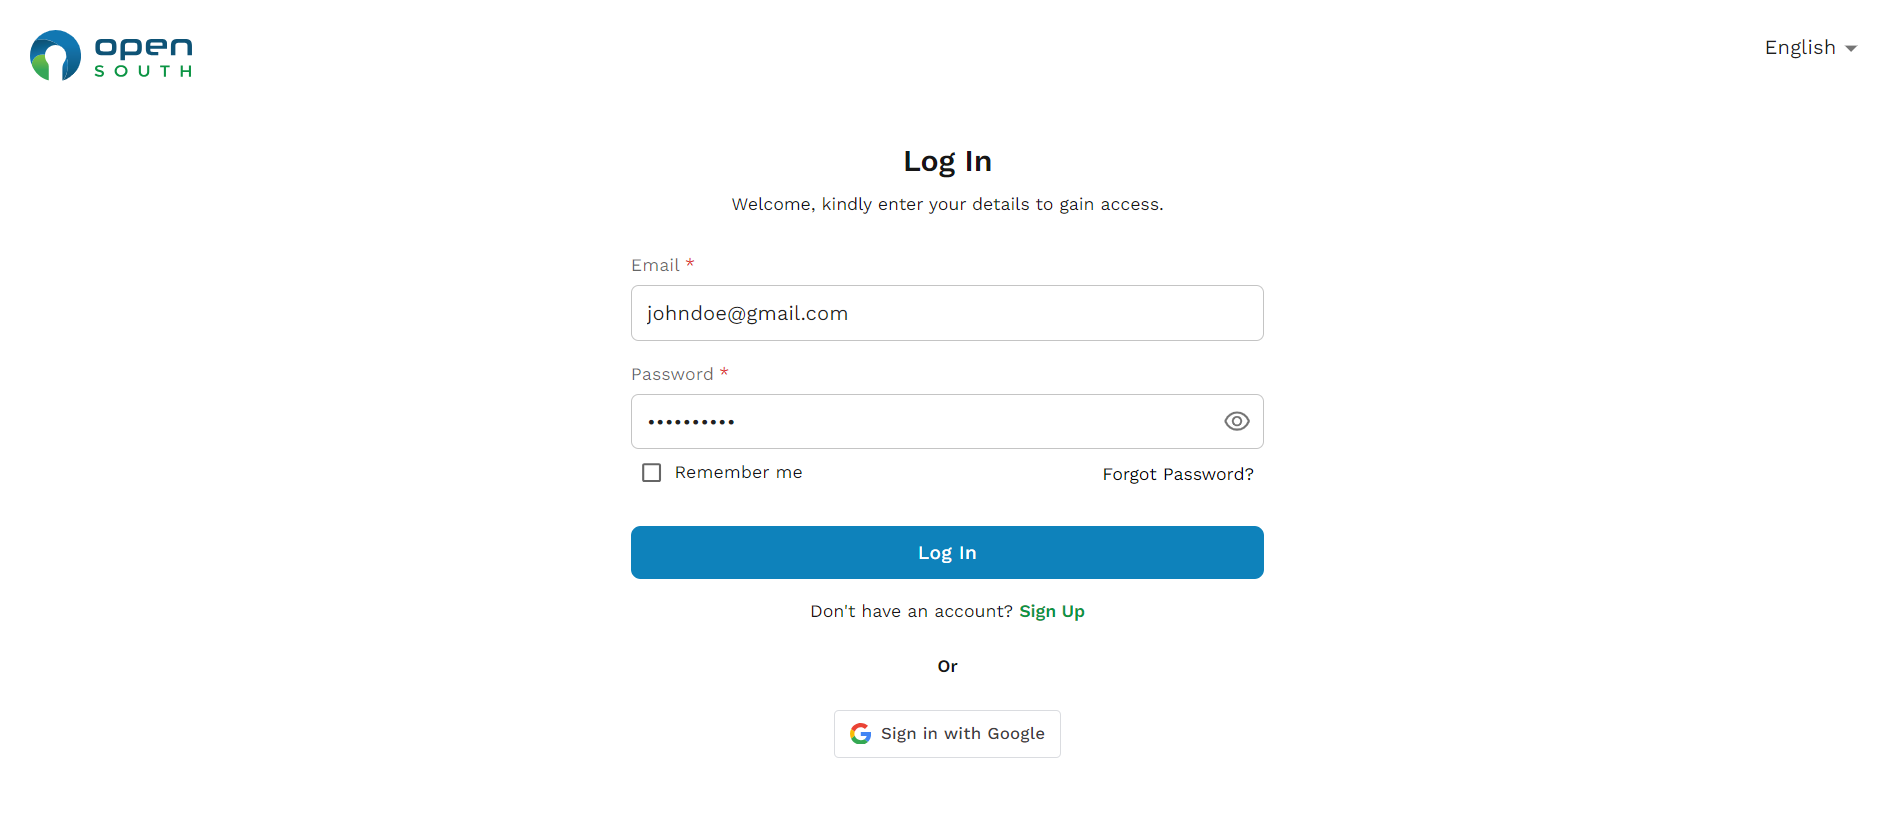 open
SOUTH
English
Log In
Welcome, kindly enter your details to gain access.
Email *
johndoe@gmail.com
Password *
••••••••••
Remember me
Forgot Password?
Log In
Don't have an account? Sign Up
Or
Sign in with Google